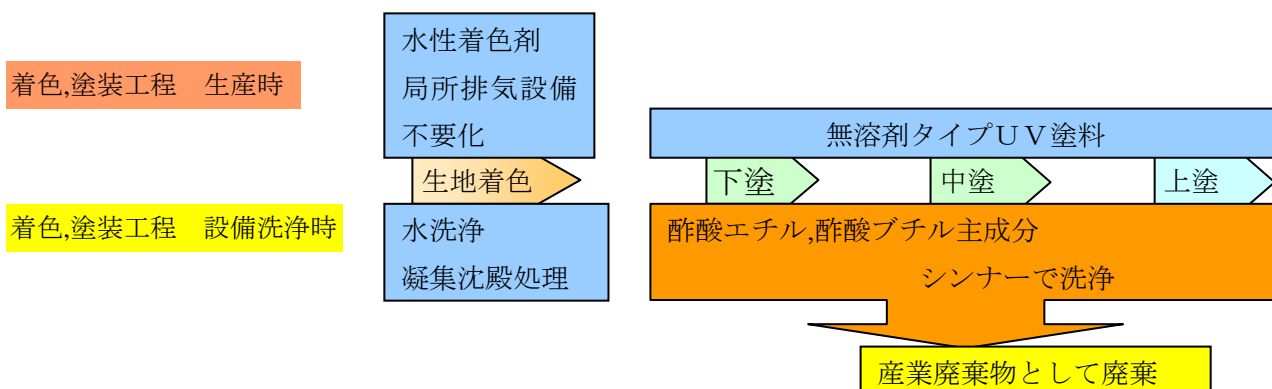 水性着色剤
局所排気設備
不要化
着色,塗装工程　生産時
無溶剤タイプＵＶ塗料
生地着色
下塗
中塗
上塗
着色,塗装工程　設備洗浄時
水洗浄
凝集沈殿処理
酢酸エチル,酢酸ブチル主成分
シンナーで洗浄
産業廃棄物として廃棄